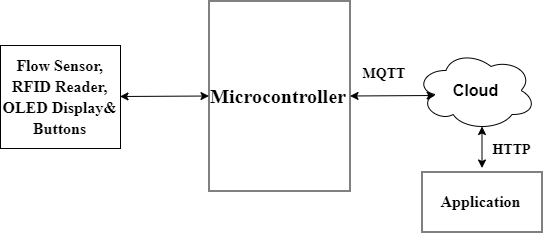 Flow Sensor,
RFID Reader,
OLED Display&
Buttons
Microcontroller
MQTT
Cloud
HTTP
Application